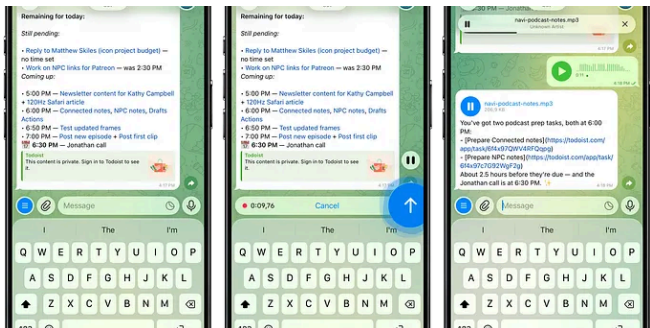 Remaining for today:
Still pending:
• Reply to Matthew Skiles (icon project budget) —
no time set
• Work on NPC links for Patreon — was 2:30 PM
Coming up:
• 5:00 PM — Newsletter content for Kathy Campbell
+ 120Hz Safari article
• 6:00 PM — Connected notes, NPC notes, Drafts
Actions
• 6:50 PM — Test updated frames
• 7:00 PM — Post new episode + Post first clip
📅 6:30 PM — Jonathan call
Todoist
This content is private. Sign in to Todoist to see
it.
Message
I The I'm
Q W E R T Y U I O P
A S D F G H J K L
Z X C V B N M
Remaining for today:
Still pending:
• Reply to Matthew Skiles (icon project budget) —
no time set
• Work on NPC links for Patreon — was 2:30 PM
Coming up:
• 5:00 PM — Newsletter content for Kathy Campbell
+ 120Hz Safari article
• 6:00 PM — Connected notes, NPC notes, Drafts
Actions
• 6:50 PM — Test updated frames
• 7:00 PM — Post new episode + Post first clip
📅 6:30 PM — Jonathan call
Todoist
This content is private. Sign in to Todoist to see
it.
0:09,76 Cancel
I The I'm
Q W E R T Y U I O P
A S D F G H J K L
Z X C V B N M
navi-podcast-notes.mp3
Unknown Artist
navi-podcast-notes.mp3
You've got two podcast prep tasks, both at 6:00
PM:
- [Prepare Connected notes](https://todoist.com/
- [Prepare NPC notes](https://todoist.com/app/task/
About 2.5 hours before they're due — and the
Jonathan call is at 6:30 PM. ✨
Message
I The I'm
Q W E R T Y U I O P
A S D F G H J K L
Z X C V B N M